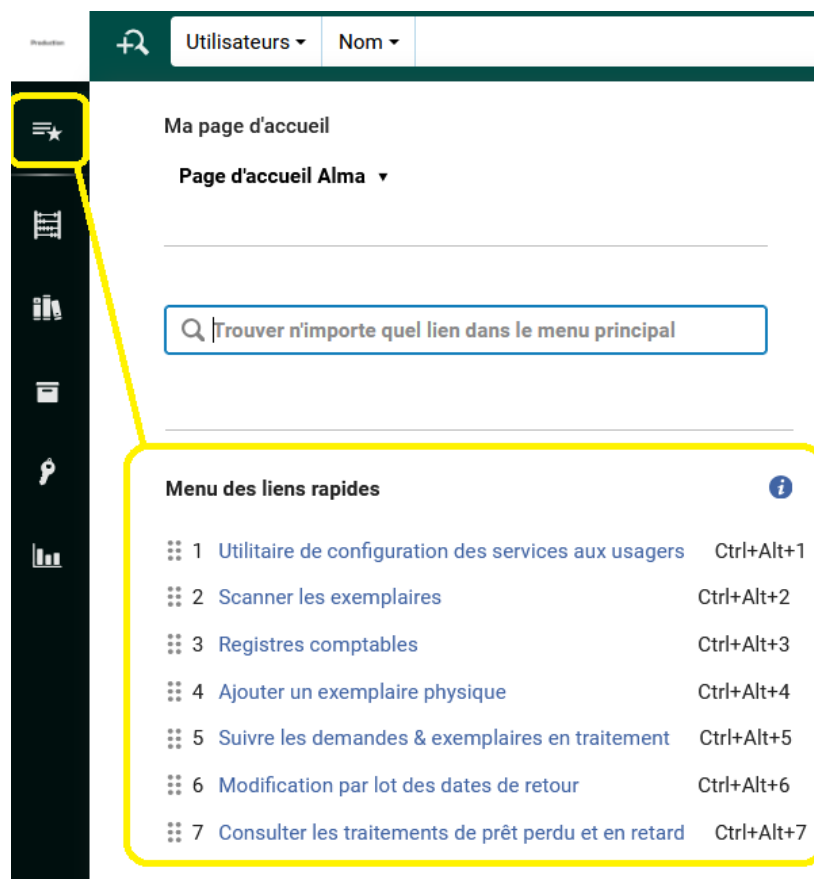 Production
Utilisateurs
Nom
Ma page d'accueil
Page d'accueil Alma
Trouver n'importe quel lien dans le menu principal
Menu des liens rapides
1 Utilitaire de configuration des services aux usagers Ctrl+Alt+1
2 Scanner les exemplaires Ctrl+Alt+2
3 Registres comptables Ctrl+Alt+3
4 Ajouter un exemplaire physique Ctrl+Alt+4
5 Suivre les demandes & exemplaires en traitement Ctrl+Alt+5
6 Modification par lot des dates de retour Ctrl+Alt+6
7 Consulter les traitements de prêt perdu et en retard Ctrl+Alt+7